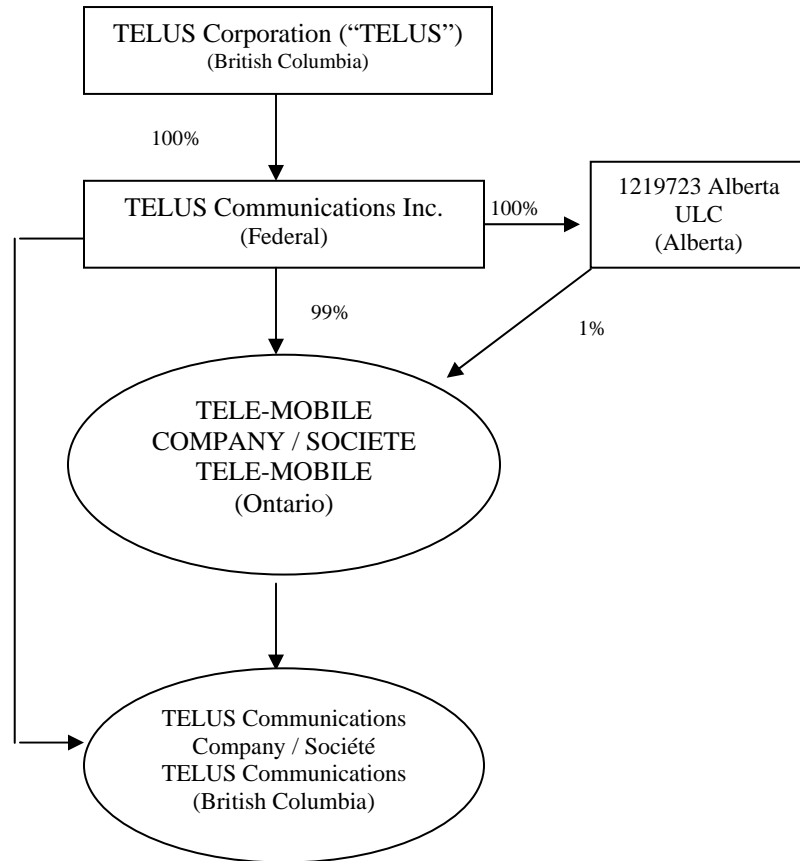 TELUS Corporation (“TELUS”)
(British Columbia)
100%
TELUS Communications Inc.
(Federal)
100%
1219723 Alberta
ULC
(Alberta)
99%
1%
TELE-MOBILE
COMPANY / SOCIETE
TELE-MOBILE
(Ontario)
TELUS Communications
Company / Société
TELUS Communications
(British Columbia)